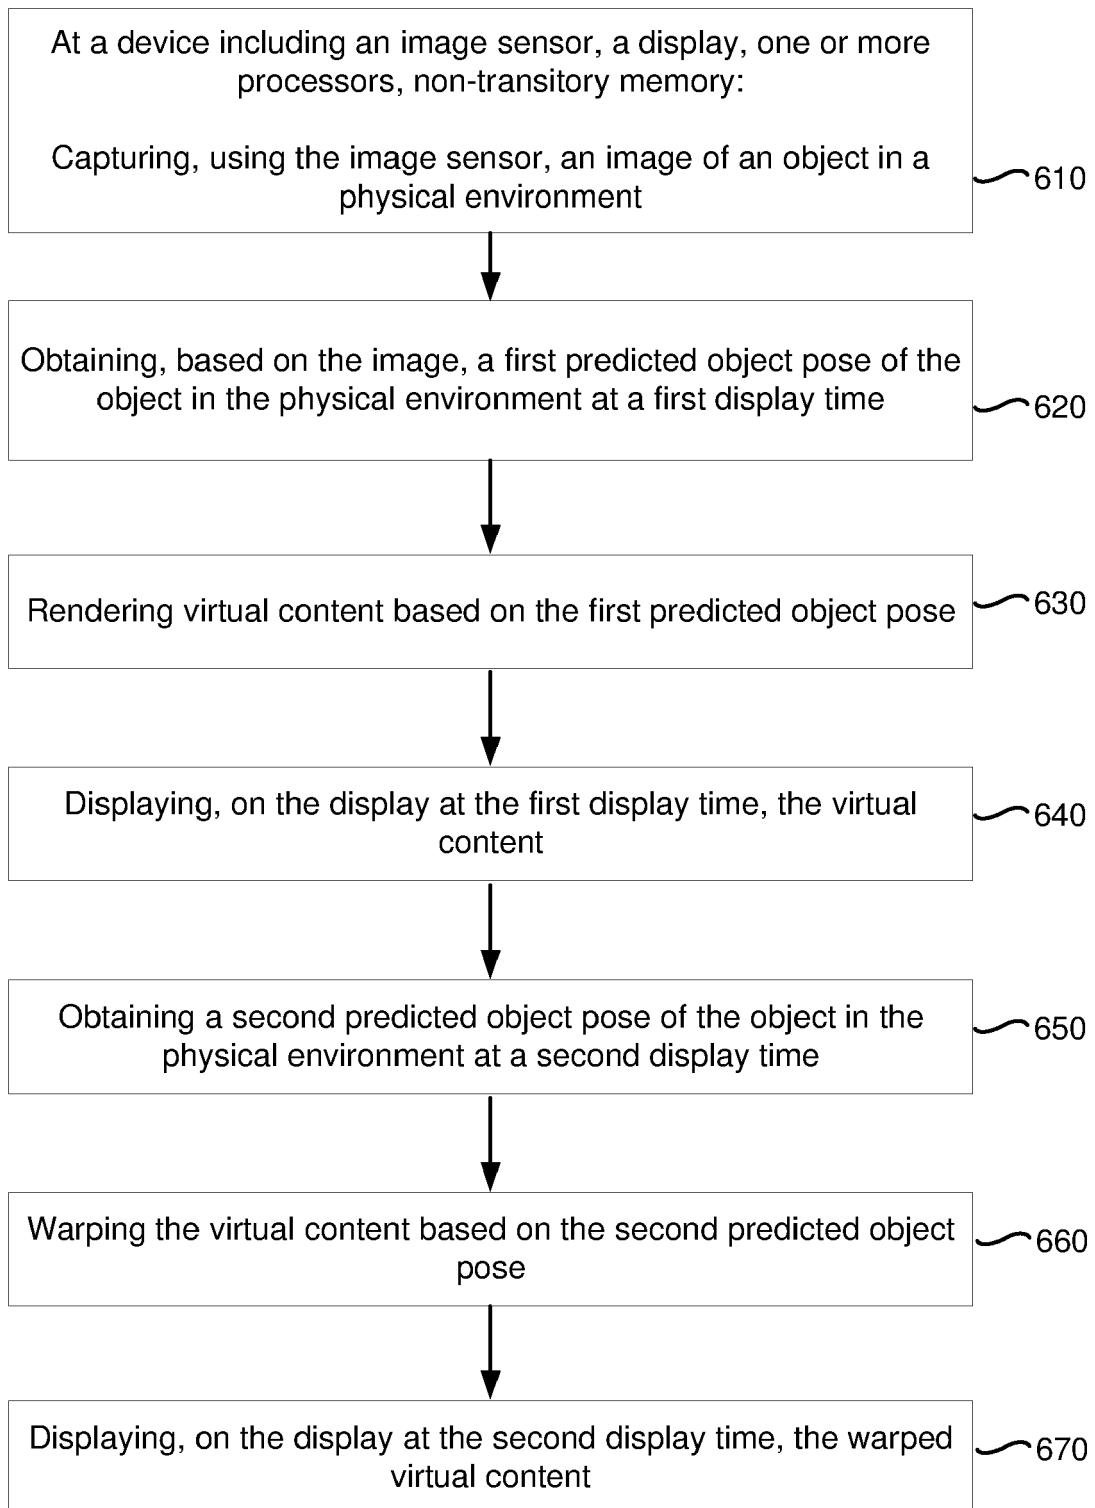 At a device including an image sensor, a display, one or more
processors, non-transitory memory:
Capturing, using the image sensor, an image of an object in a
physical environment
610
Obtaining, based on the image, a first predicted object pose of the
object in the physical environment at a first display time
620
Rendering virtual content based on the first predicted object pose
630
Displaying, on the display at the first display time, the virtual
content
640
Obtaining a second predicted object pose of the object in the
physical environment at a second display time
650
Warping the virtual content based on the second predicted object
pose
660
Displaying, on the display at the second display time, the warped
virtual content
670